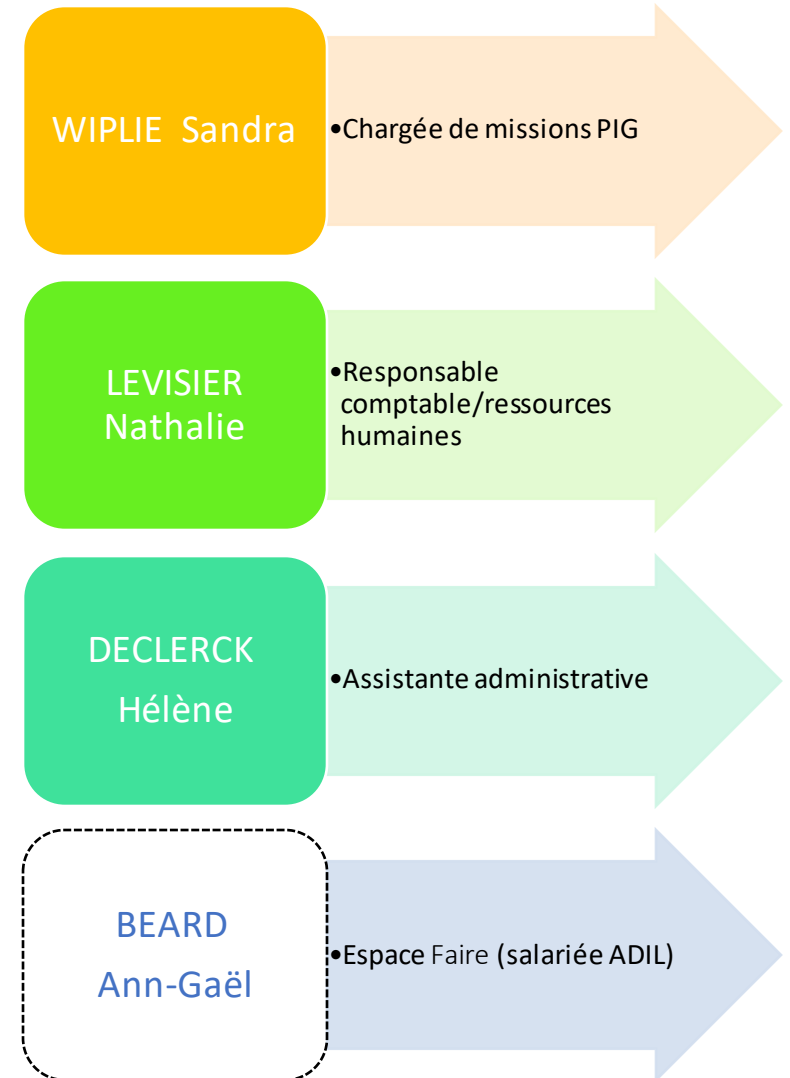 WIPLIE Sandra
•Chargée de missions PIG
LEVISIER
Nathalie
•Responsable
comptable/ressources
humaines
DECLERCK
Hélène
•Assistante administrative
BEARD
Ann-Gaël
•Espace Faire (salariée ADIL)